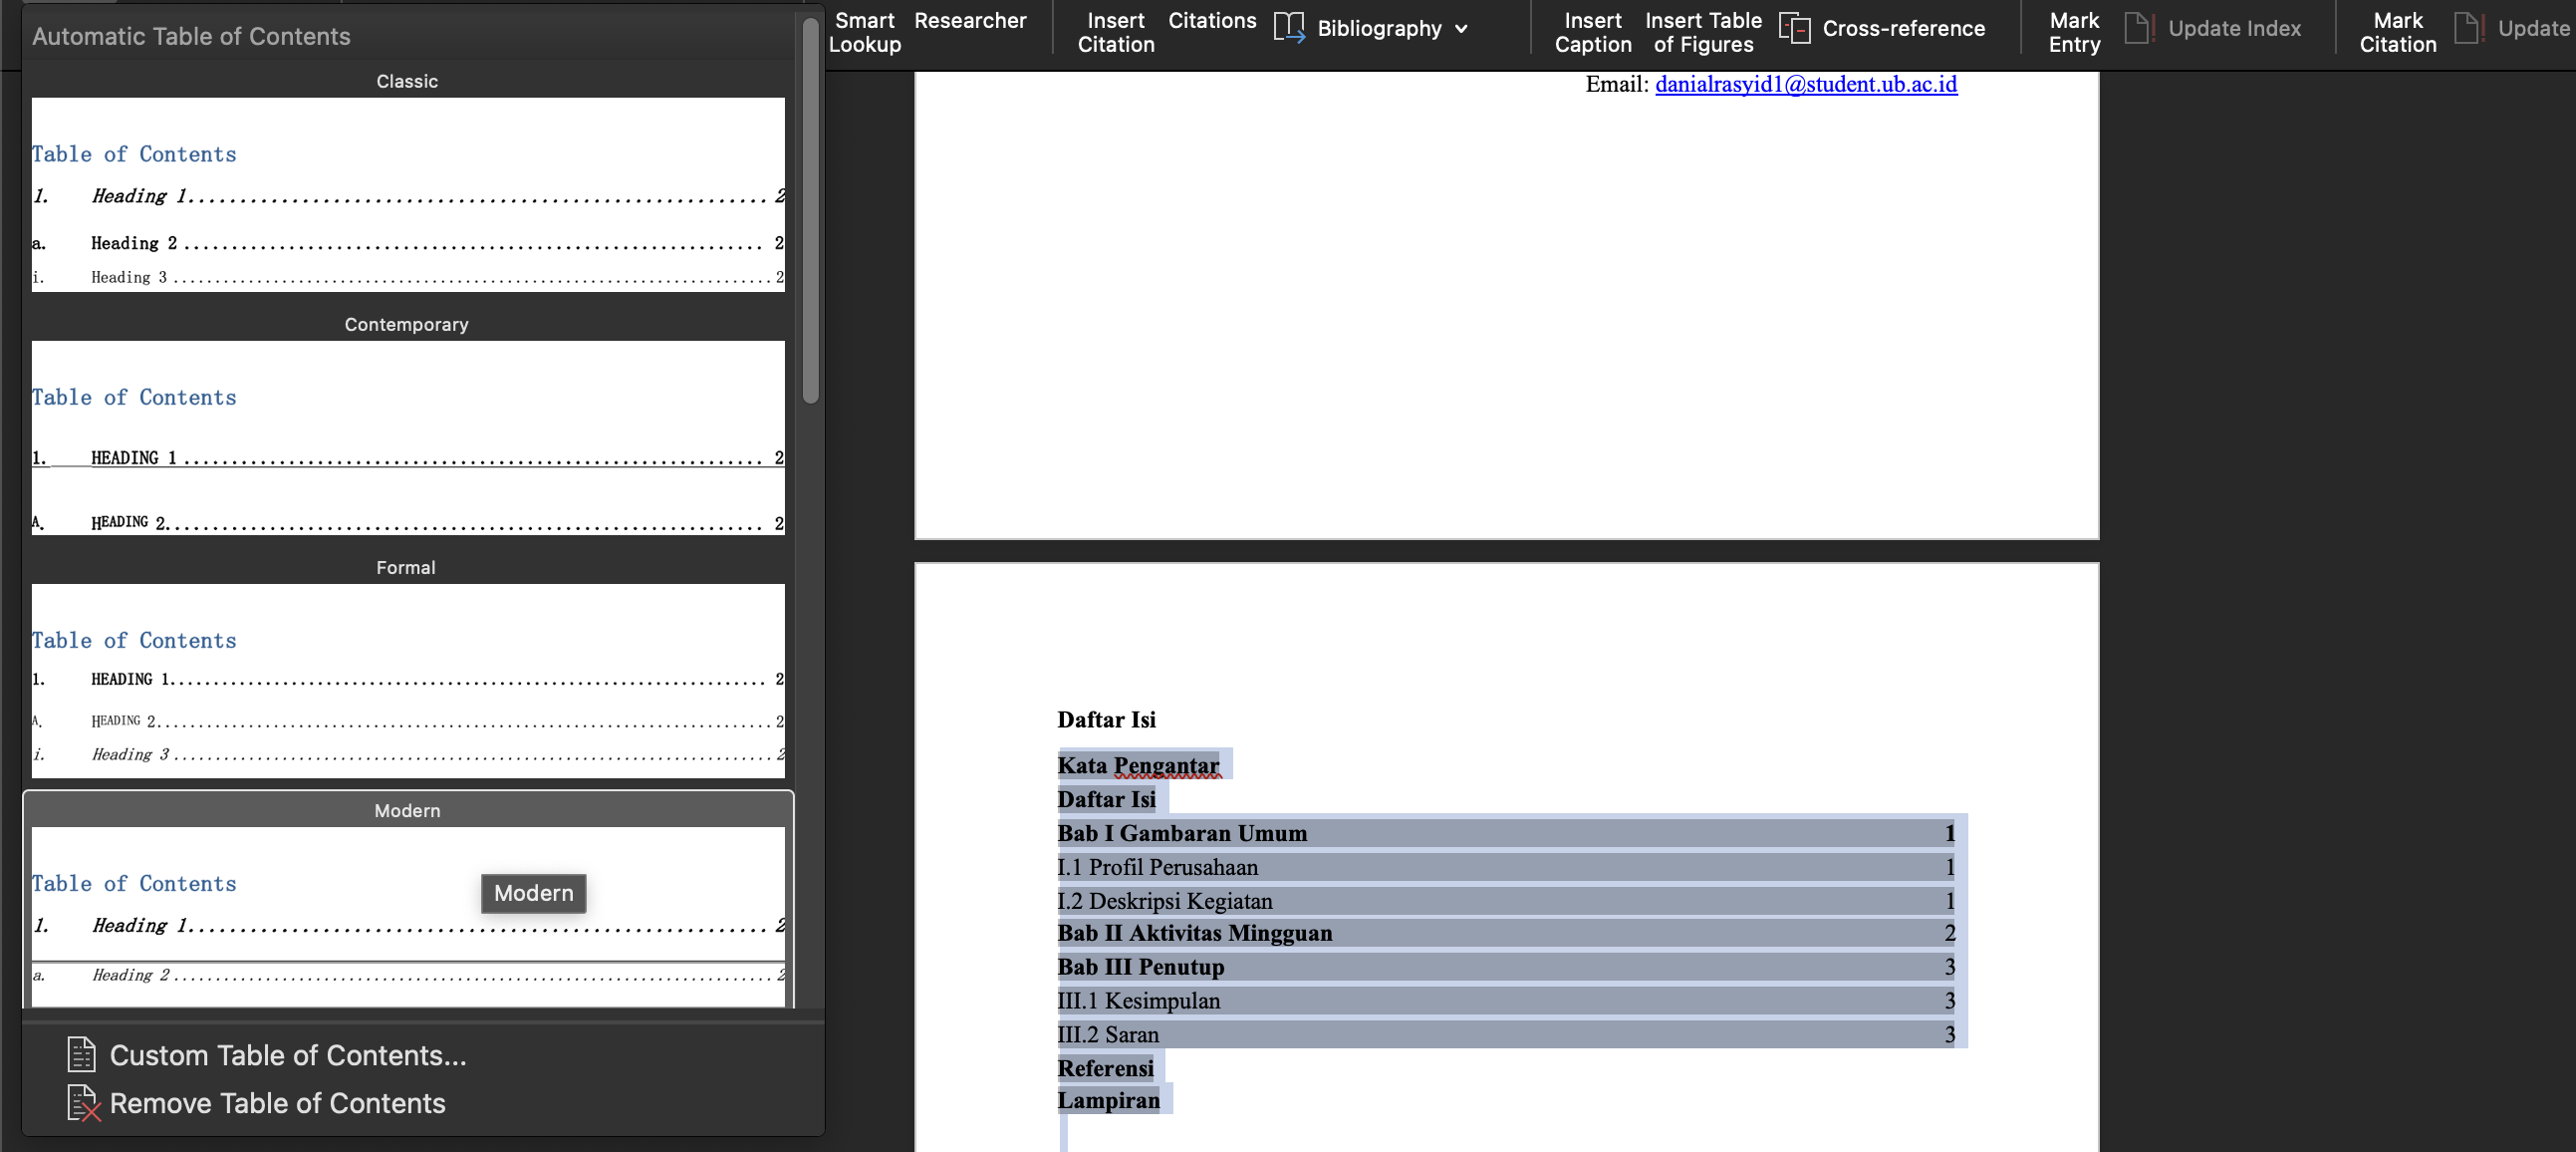 Automatic Table of Contents
Classic
Table of Contents
1. Heading 1 2
a. Heading 2 2
i. Heading 3 2
Contemporary
Table of Contents
1. HEADING 1 2
A. HEADING 2 2
Formal
Table of Contents
1. HEADING 1 2
A. HEADING 2 2
i. Heading 3 2
Modern
Table of Contents
Modern
1. Heading 1 2
a. Heading 2 2
Custom Table of Contents...
Remove Table of Contents
Smart Lookup
Researcher
Insert Citation
Citations
Bibliography
Insert Caption
Insert Table of Figures
Cross-reference
Mark Entry
Update Index
Mark Citation
Update
Email: danialrasyid1@student.ub.ac.id
Daftar Isi
Kata Pengantar
Daftar Isi
Bab I Gambaran Umum 1
I.1 Profil Perusahaan 1
I.2 Deskripsi Kegiatan 1
Bab II Aktivitas Mingguan 2
Bab III Penutup 3
III.1 Kesimpulan 3
III.2 Saran 3
Referensi
Lampiran